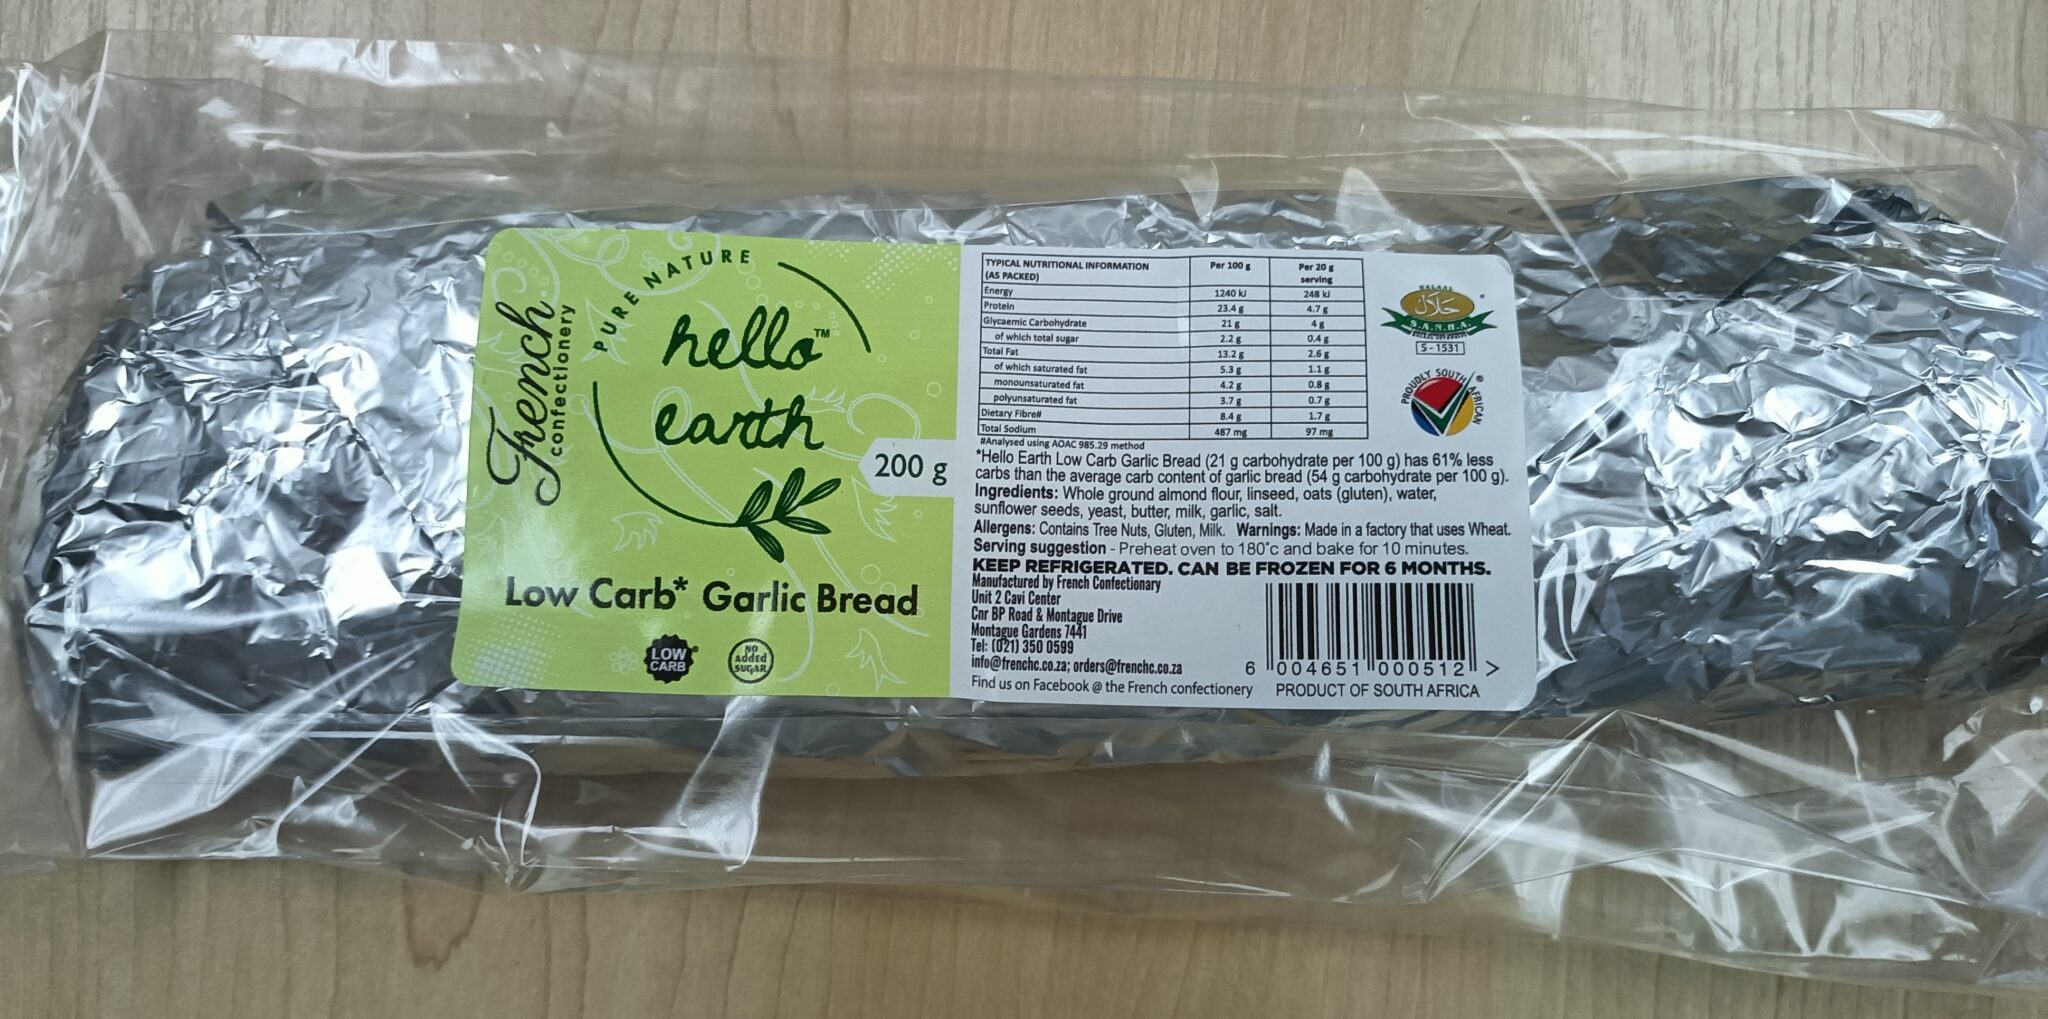 French
confectionery
PURE NATURE
hello™
earth
200 g
Low Carb* Garlic Bread
LOW
CARB
NO
added
SUGAR
TYPICAL NUTRITIONAL INFORMATION (AS PACKED) Per 100 g Per 20 g serving
Energy 1240 kJ 248 kJ
Protein 23.4 g 4.7 g
Glycaemic Carbohydrate 21 g 4 g
of which total sugar 2.2 g 0.4 g
Total Fat 13.2 g 2.6 g
of which saturated fat 5.3 g 1.1 g
monounsaturated fat 4.2 g 0.8 g
polyunsaturated fat 3.7 g 0.7 g
Dietary Fibre# 8.4 g 1.7 g
Total Sodium 487 mg 97 mg
#Analysed using AOAC 985.29 method
*Hello Earth Low Carb Garlic Bread (21 g carbohydrate per 100 g) has 61% less
carbs than the average carb content of garlic bread (54 g carbohydrate per 100 g).
Ingredients: Whole ground almond flour, linseed, oats (gluten), water,
sunflower seeds, yeast, butter, milk, garlic, salt.
Allergens: Contains Tree Nuts, Gluten, Milk. Warnings: Made in a factory that uses Wheat.
Serving suggestion - Preheat oven to 180°c and bake for 10 minutes.
KEEP REFRIGERATED. CAN BE FROZEN FOR 6 MONTHS.
Manufactured by French Confectionary
Unit 2 Cavi Center
Cnr BP Road & Montague Drive
Montague Gardens 7441
Tel: (021) 350 0599
info@frenchc.co.za; orders@frenchc.co.za
Find us on Facebook @ the French confectionery
6 004651 000512 >
PRODUCT OF SOUTH AFRICA
HALAAL
حلال
S.A.N.H.A.
S - 1531
PROUDLY SOUTH AFRICAN®